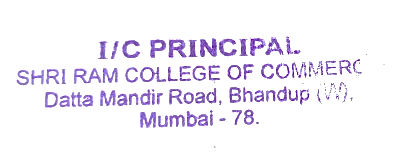 I/C PRINCIPAL
SHRI RAM COLLEGE OF COMMERC
Datta Mandir Road, Bhandup (W),
Mumbai - 78.